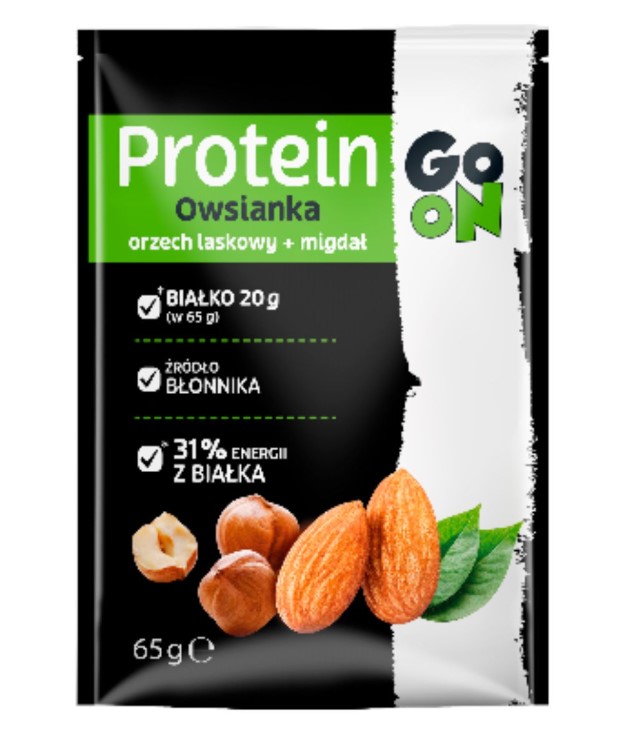 Protein
Owsianka
orzech laskowy + migdał
GO
ON
BIAŁKO 20 g
(w 65 g)
ŹRÓDŁO
BŁONNIKA
* 31% ENERGII
Z BIAŁKA
65 g ℮